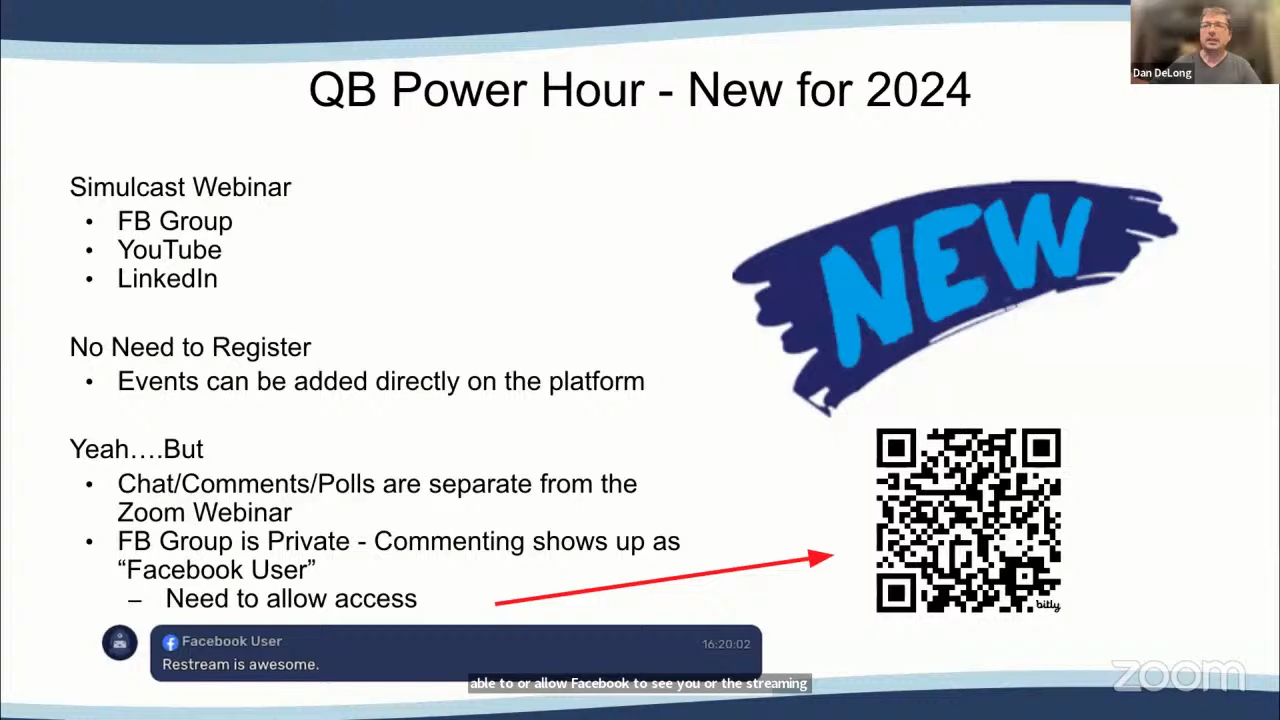 QB Power Hour - New for 2024
Dan DeLong
Simulcast Webinar
• FB Group
• YouTube
• LinkedIn
NEW
No Need to Register
• Events can be added directly on the platform
Yeah….But
• Chat/Comments/Polls are separate from the
Zoom Webinar
• FB Group is Private - Commenting shows up as
“Facebook User”
– Need to allow access
bitly
Facebook User 16:20:02
Restream is awesome.
able to or allow Facebook to see you or the streaming
zoom